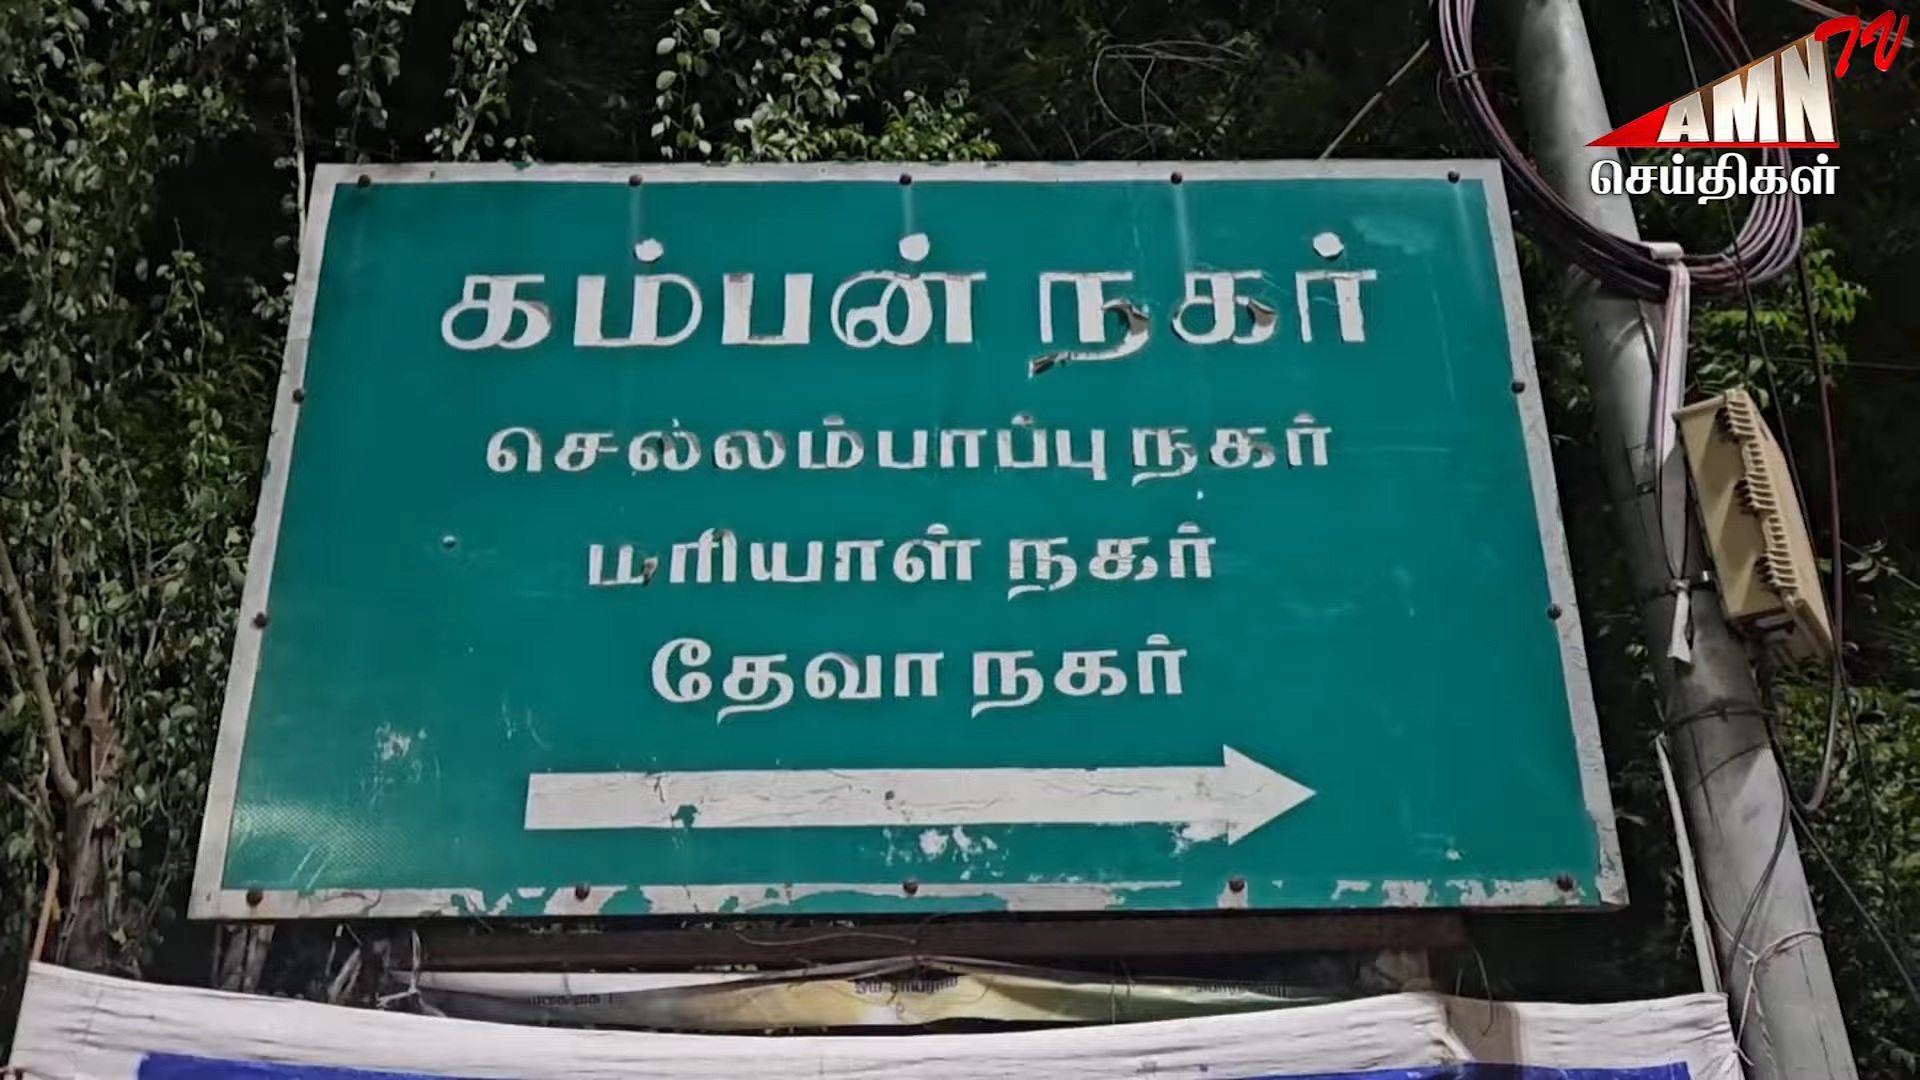 AMN TV
செய்திகள்
கம்பன் நகர்
செல்லம்பாப்பு நகர்
மரியாள் நகர்
தேவா நகர்